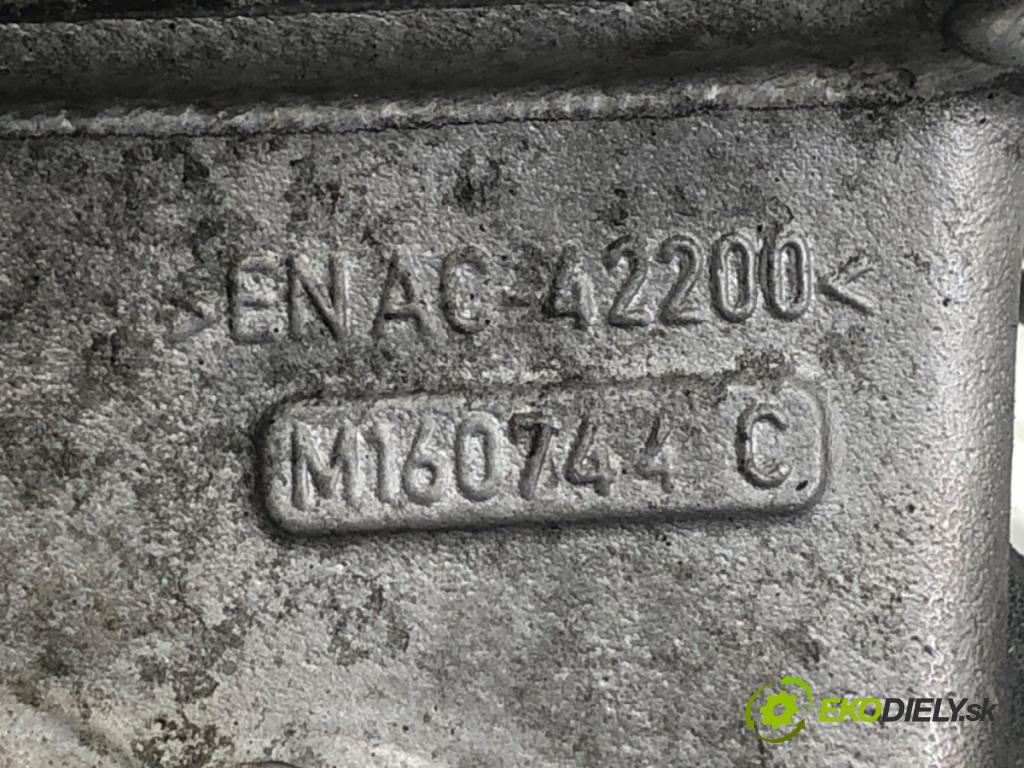 >ENAC-42200<
M160744 C
EKODIELY.sk